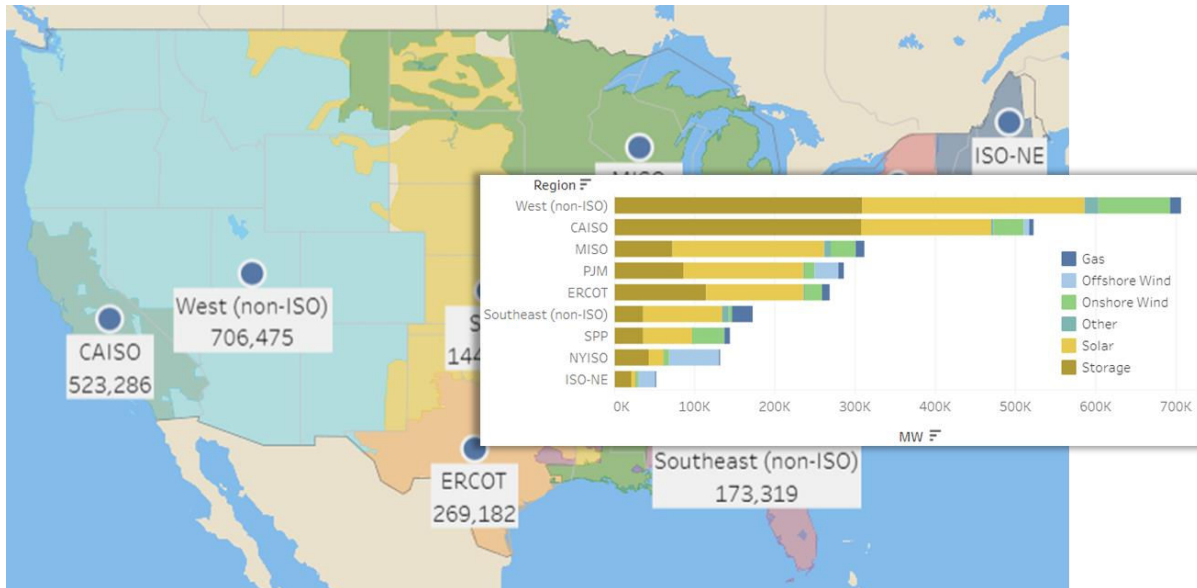 ISO-NE
West (non-ISO)
706,475
CAISO
523,286
144
ERCOT
269,182
Southeast (non-ISO)
173,319
Region
West (non-ISO)
CAISO
MISO
PJM
ERCOT
Southeast (non-ISO)
SPP
NYISO
ISO-NE
0K
100K
200K
300K
400K
500K
600K
700K
MW
Gas
Offshore Wind
Onshore Wind
Other
Solar
Storage